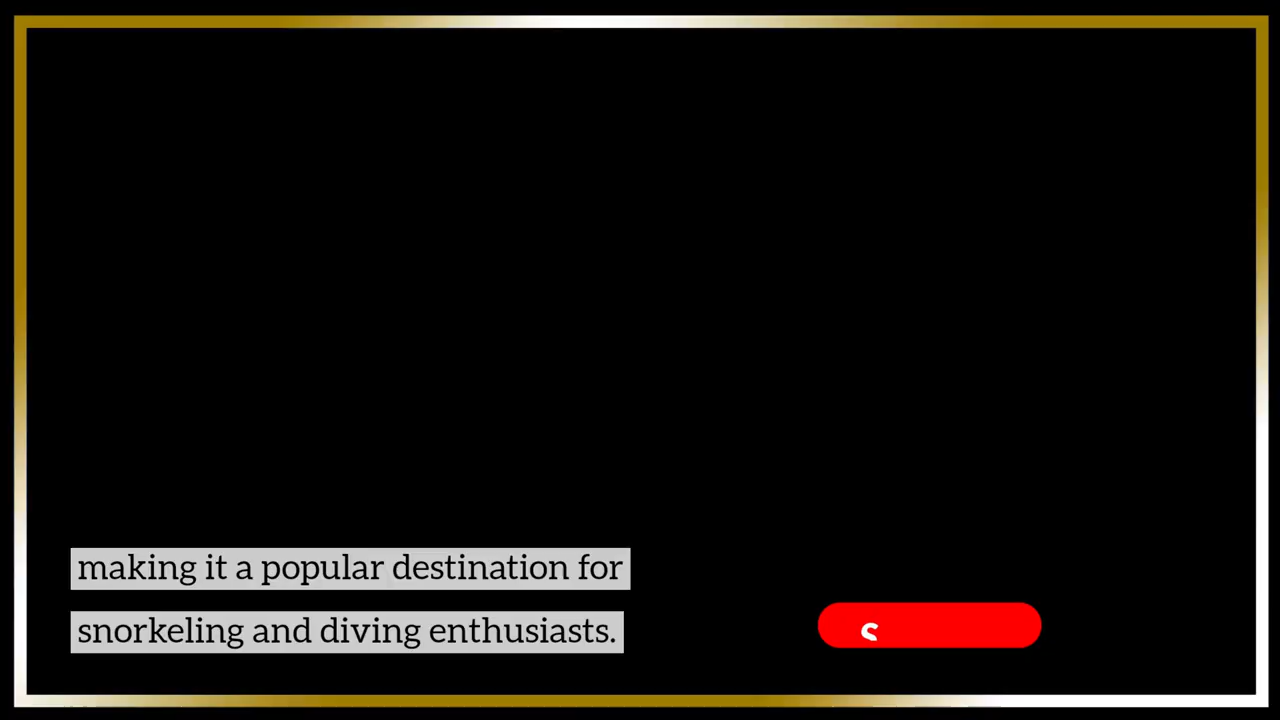 making it a popular destination for
snorkeling and diving enthusiasts.
S